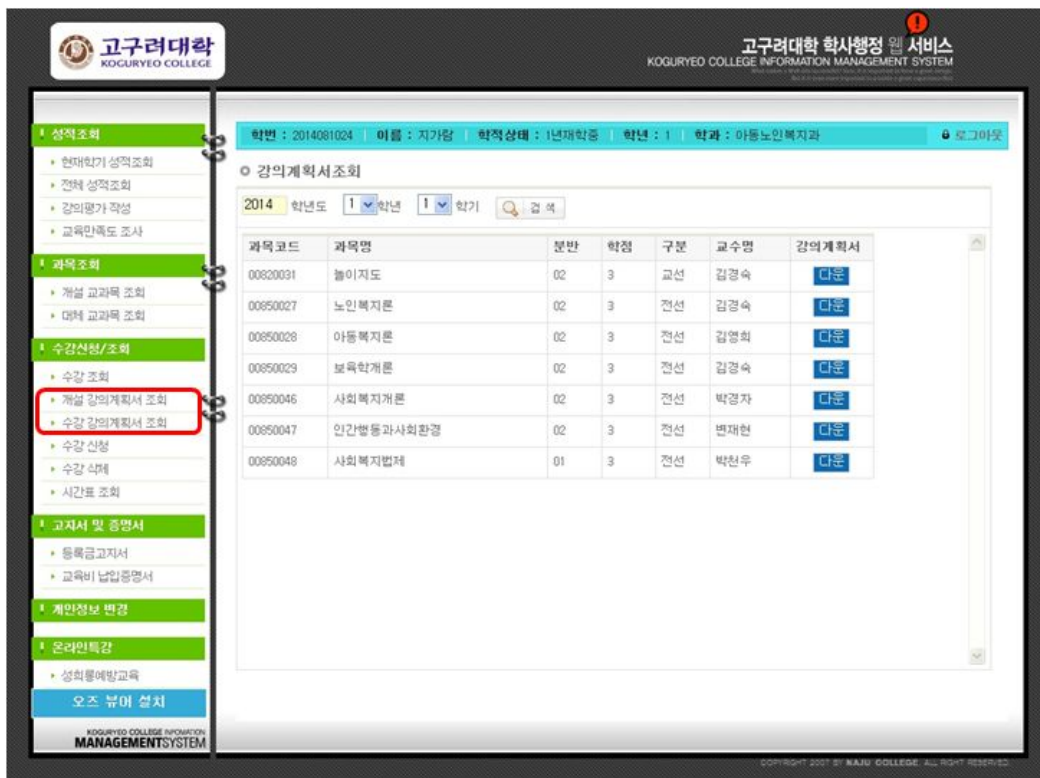 고구려대학
KOGURYEO COLLEGE
고구려대학 학사행정 웹 서비스
KOGURYEO COLLEGE INFORMATION MANAGEMENT SYSTEM
학번 : 2014081024 | 이름 : 지가람 | 학적상태 : 1년재학중 | 학년 : 1 | 학과 : 아동노인복지과
로그아웃
성적조회
현재학기 성적조회
전체 성적조회
강의평가 작성
교육만족도 조사
과목조회
개설 교과목 조회
대체 교과목 조회
수강신청/조회
수강 조회
개설 강의계획서 조회
수강 강의계획서 조회
수강 신청
수강 삭제
시간표 조회
고지서 및 증명서
등록금고지서
교육비 납입증명서
개인정보 변경
온라인특강
성희롱예방교육
오즈 뷰어 설치
KOGURYEO COLLEGE INFOMATION
MANAGEMENTSYSTEM
강의계획서조회
2014 학년도 1 학년 1 학기 검 색
과목코드 과목명 분반 학점 구분 교수명 강의계획서
00820031 놀이지도 02 3 교선 김경숙 다운
00850027 노인복지론 02 3 전선 김경숙 다운
00850028 아동복지론 02 3 전선 김영희 다운
00850029 보육학개론 02 3 전선 김경숙 다운
00850046 사회복지개론 02 3 전선 박경자 다운
00850047 인간행동과사회환경 02 3 전선 변재현 다운
00850048 사회복지법제 01 3 전선 박천우 다운
COPYRIGHT 2007 BY NAJU COLLEGE. ALL RIGHT RESERVED.